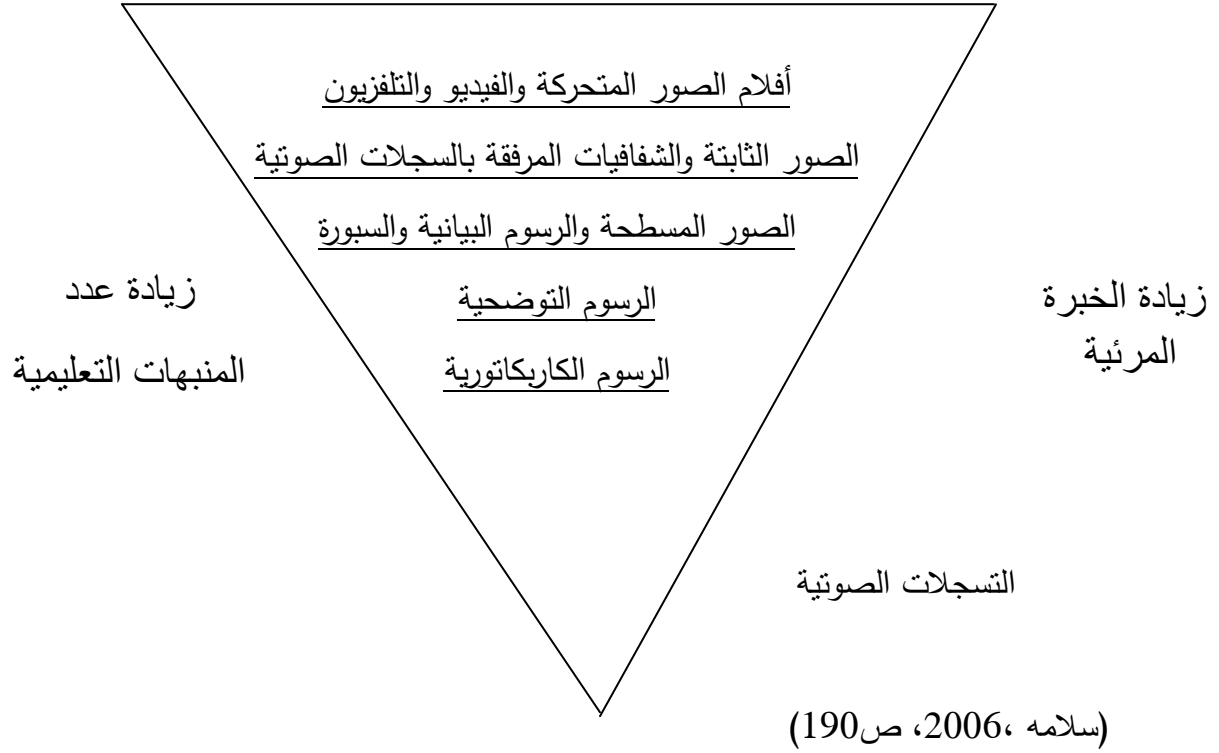 أفلام الصور المتحركة والفيديو والتلفزيون
الصور الثابتة والشفافيات المرفقة بالسجلات الصوتية
الصور المسطحة والرسوم البيانية والسبورة
الرسوم التوضحية
الرسوم الكاريكاتورية
زيادة الخبرة
المرئية
زيادة عدد
المنبهات التعليمية
التسجلات الصوتية
(سلامه ،2006، ص190)